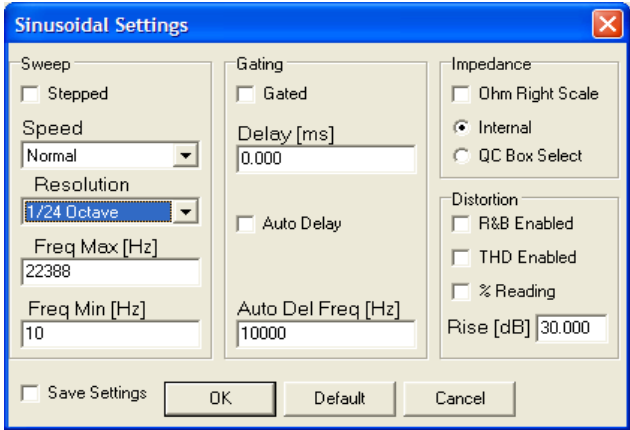 Sinusoidal Settings
Sweep
Stepped
Speed
Normal
Resolution
1/24 Octave
Freq Max [Hz]
22388
Freq Min [Hz]
10
Gating
Gated
Delay [ms]
0.000
Auto Delay
Auto Del Freq [Hz]
10000
Impedance
Ohm Right Scale
Internal
QC Box Select
Distortion
R&B Enabled
THD Enabled
% Reading
Rise [dB] 30.000
Save Settings
OK
Default
Cancel